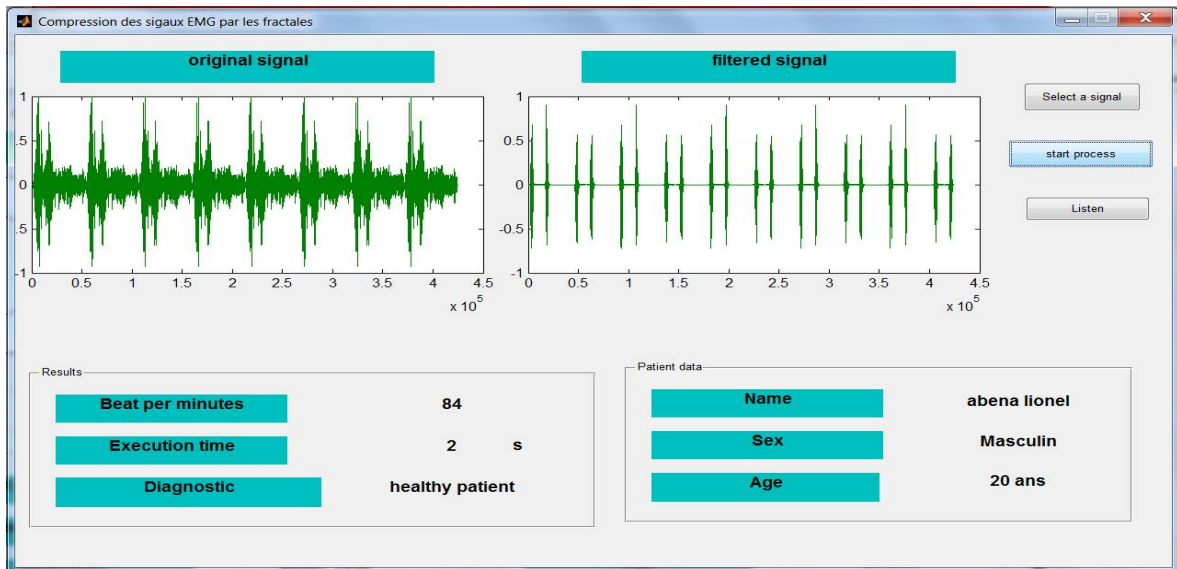 Compression des sigaux EMG par les fractales
original signal
filtered signal
1
.5
0
.5
-1
0 0.5 1 1.5 2 2.5 3 3.5 4 4.5
x 10^5
1
0.5
0
-0.5
-1
0 0.5 1 1.5 2 2.5 3 3.5 4 4.5
x 10^5
Select a signal
start process
Listen
Results
Beat per minutes 84
Execution time 2 s
Diagnostic healthy patient
Patient data
Name abena lionel
Sex Masculin
Age 20 ans